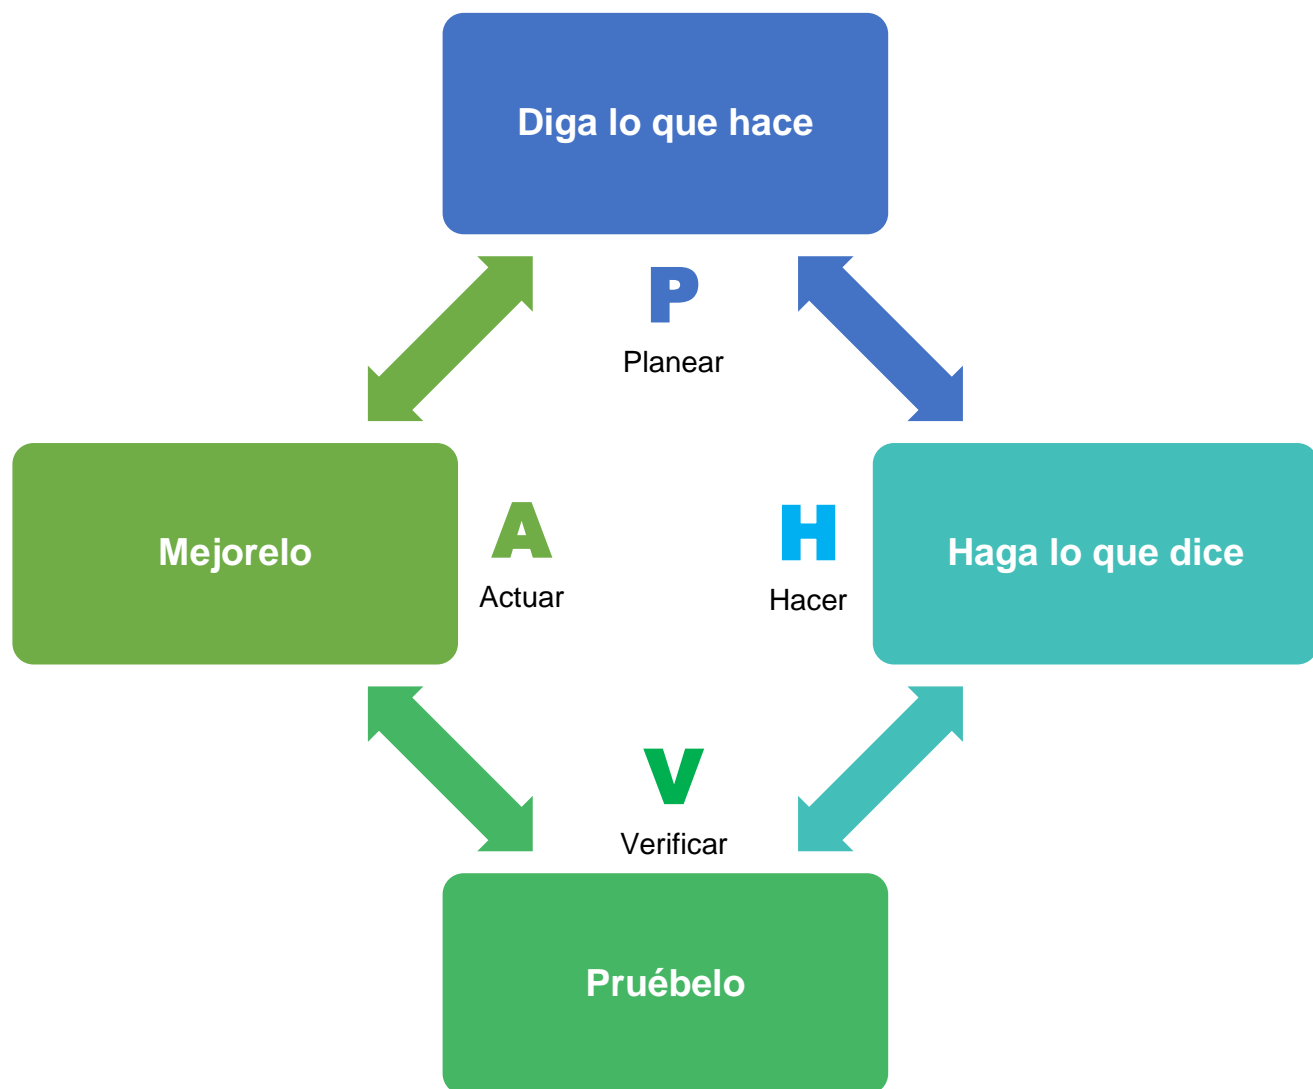 Diga lo que hace
P
Planear
Mejorelo
A
Actuar
H
Hacer
Haga lo que dice
V
Verificar
Pruébelo